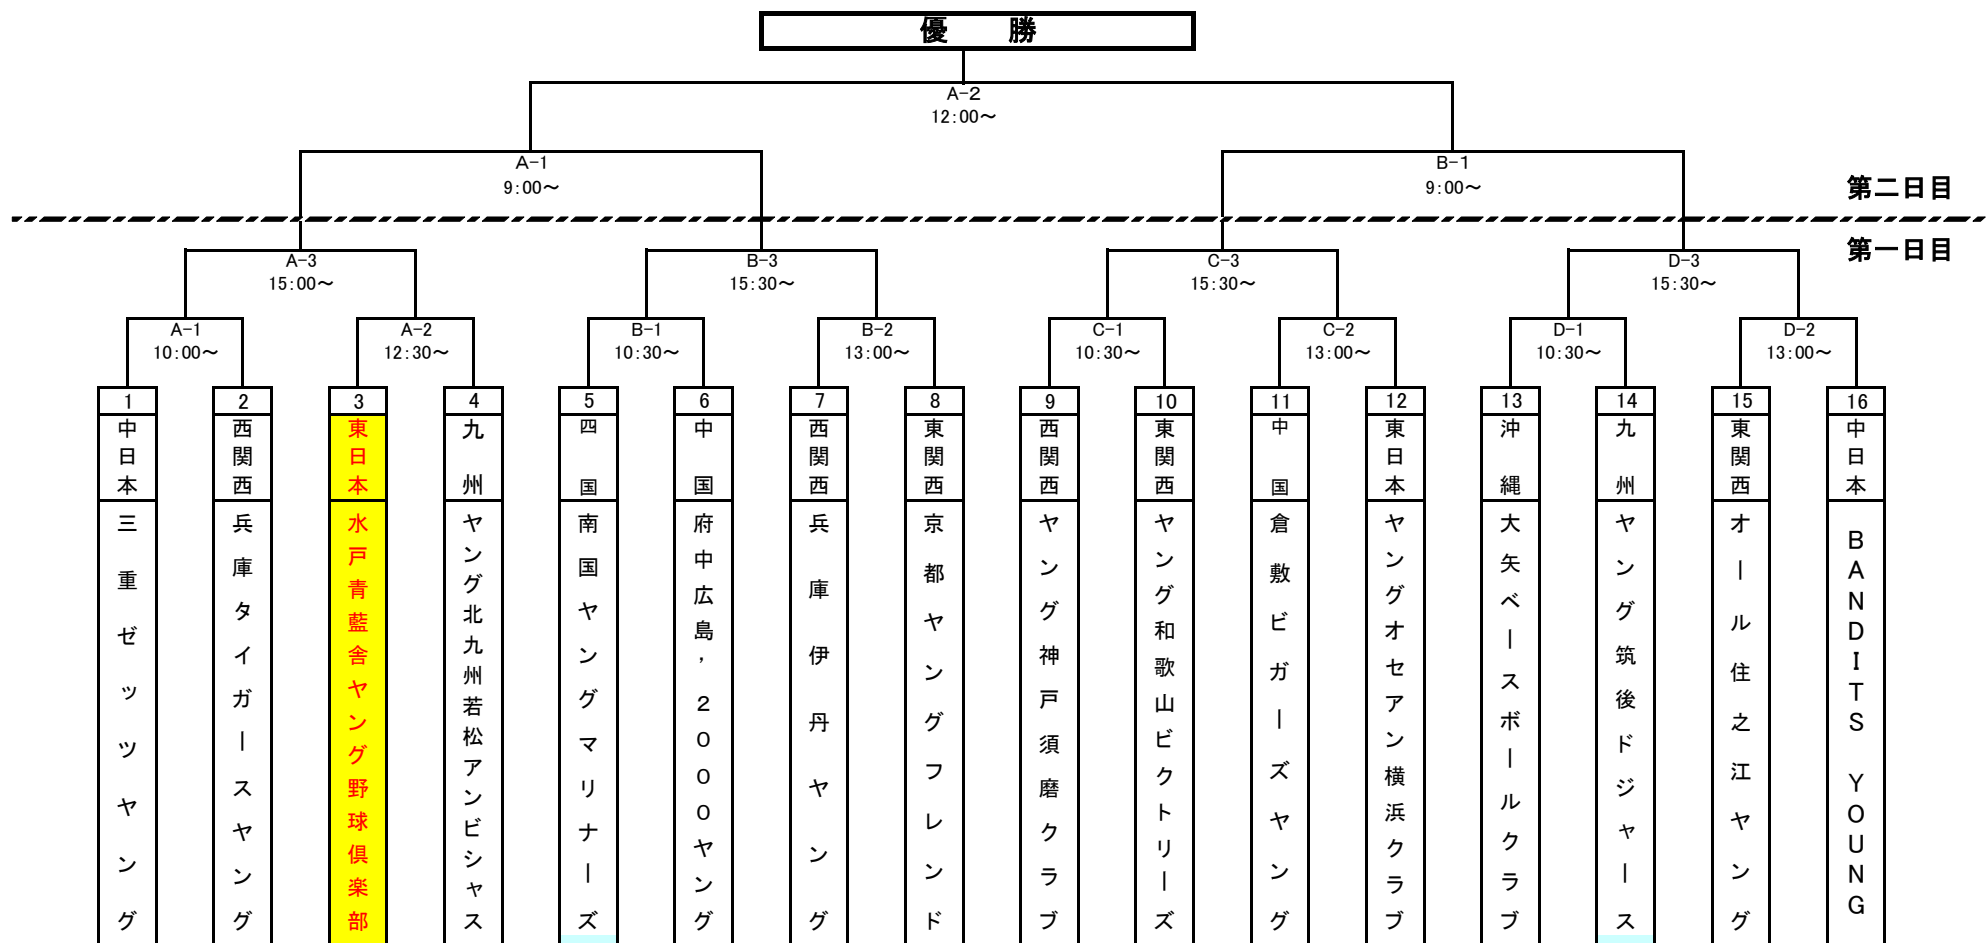 優　勝
A-2
12:00～
A-1
9:00～
B-1
9:00～
第二日目
第一日目
A-3
15:00～
B-3
15:30～
C-3
15:30～
D-3
15:30～
A-1
10:00～
A-2
12:30～
B-1
10:30～
B-2
13:00～
C-1
10:30～
C-2
13:00～
D-1
10:30～
D-2
13:00～
1
中日本
三重ゼッツヤング
2
西関西
兵庫タイガースヤング
3
東日本
水戸青藍舎ヤング野球倶楽部
4
九州
ヤング北九州若松アンビシャス
5
四国
南国ヤングマリナーズ
6
中国
府中広島，2000ヤング
7
西関西
兵庫伊丹ヤング
8
東関西
京都ヤングフレンド
9
西関西
ヤング神戸須磨クラブ
10
東関西
ヤング和歌山ビクトリーズ
11
中国
倉敷ビガーズヤング
12
東日本
ヤングオセアン横浜クラブ
13
沖縄
大矢ベースボールクラブ
14
九州
ヤング筑後ドジャース
15
東関西
オール住之江ヤング
16
中日本
BANDITS YOUNG